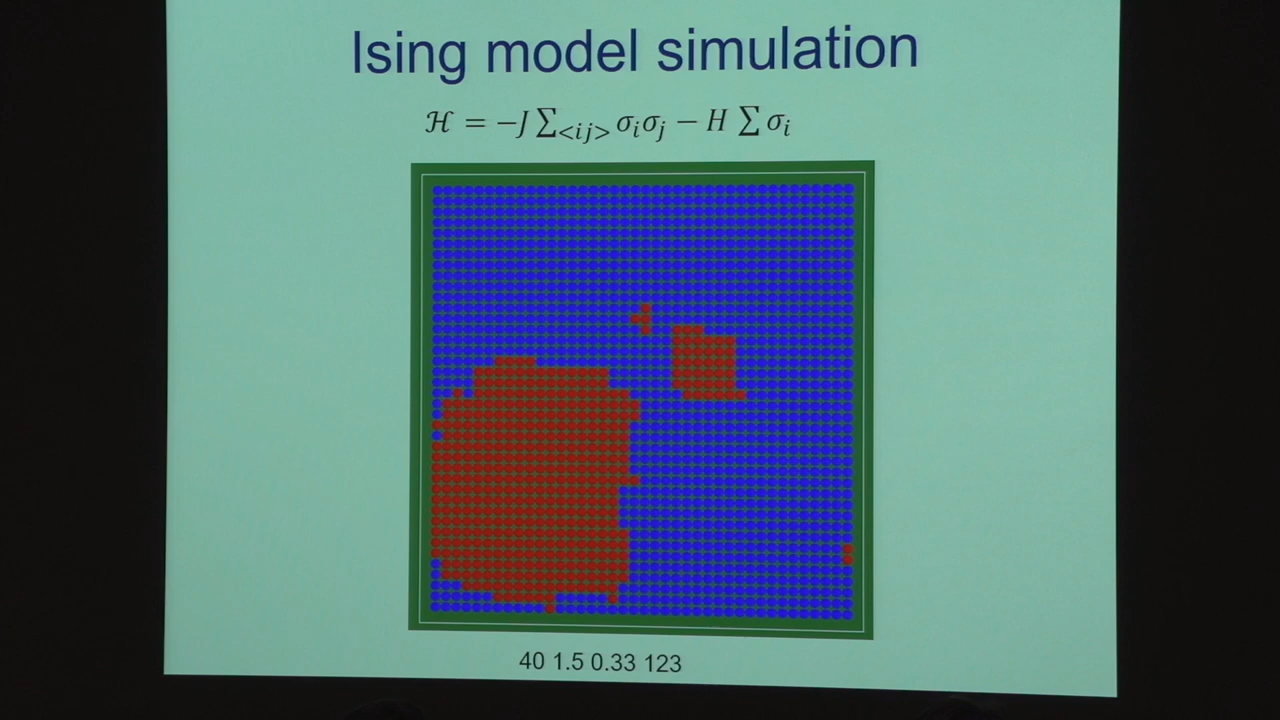 Ising model simulation
ℋ = −J ∑<ij> σiσj − H ∑ σi
40 1.5 0.33 123